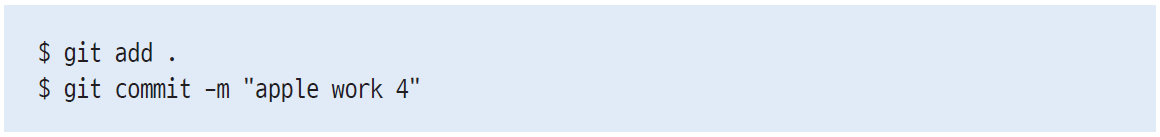 $ git add .
$ git commit –m "apple work 4"